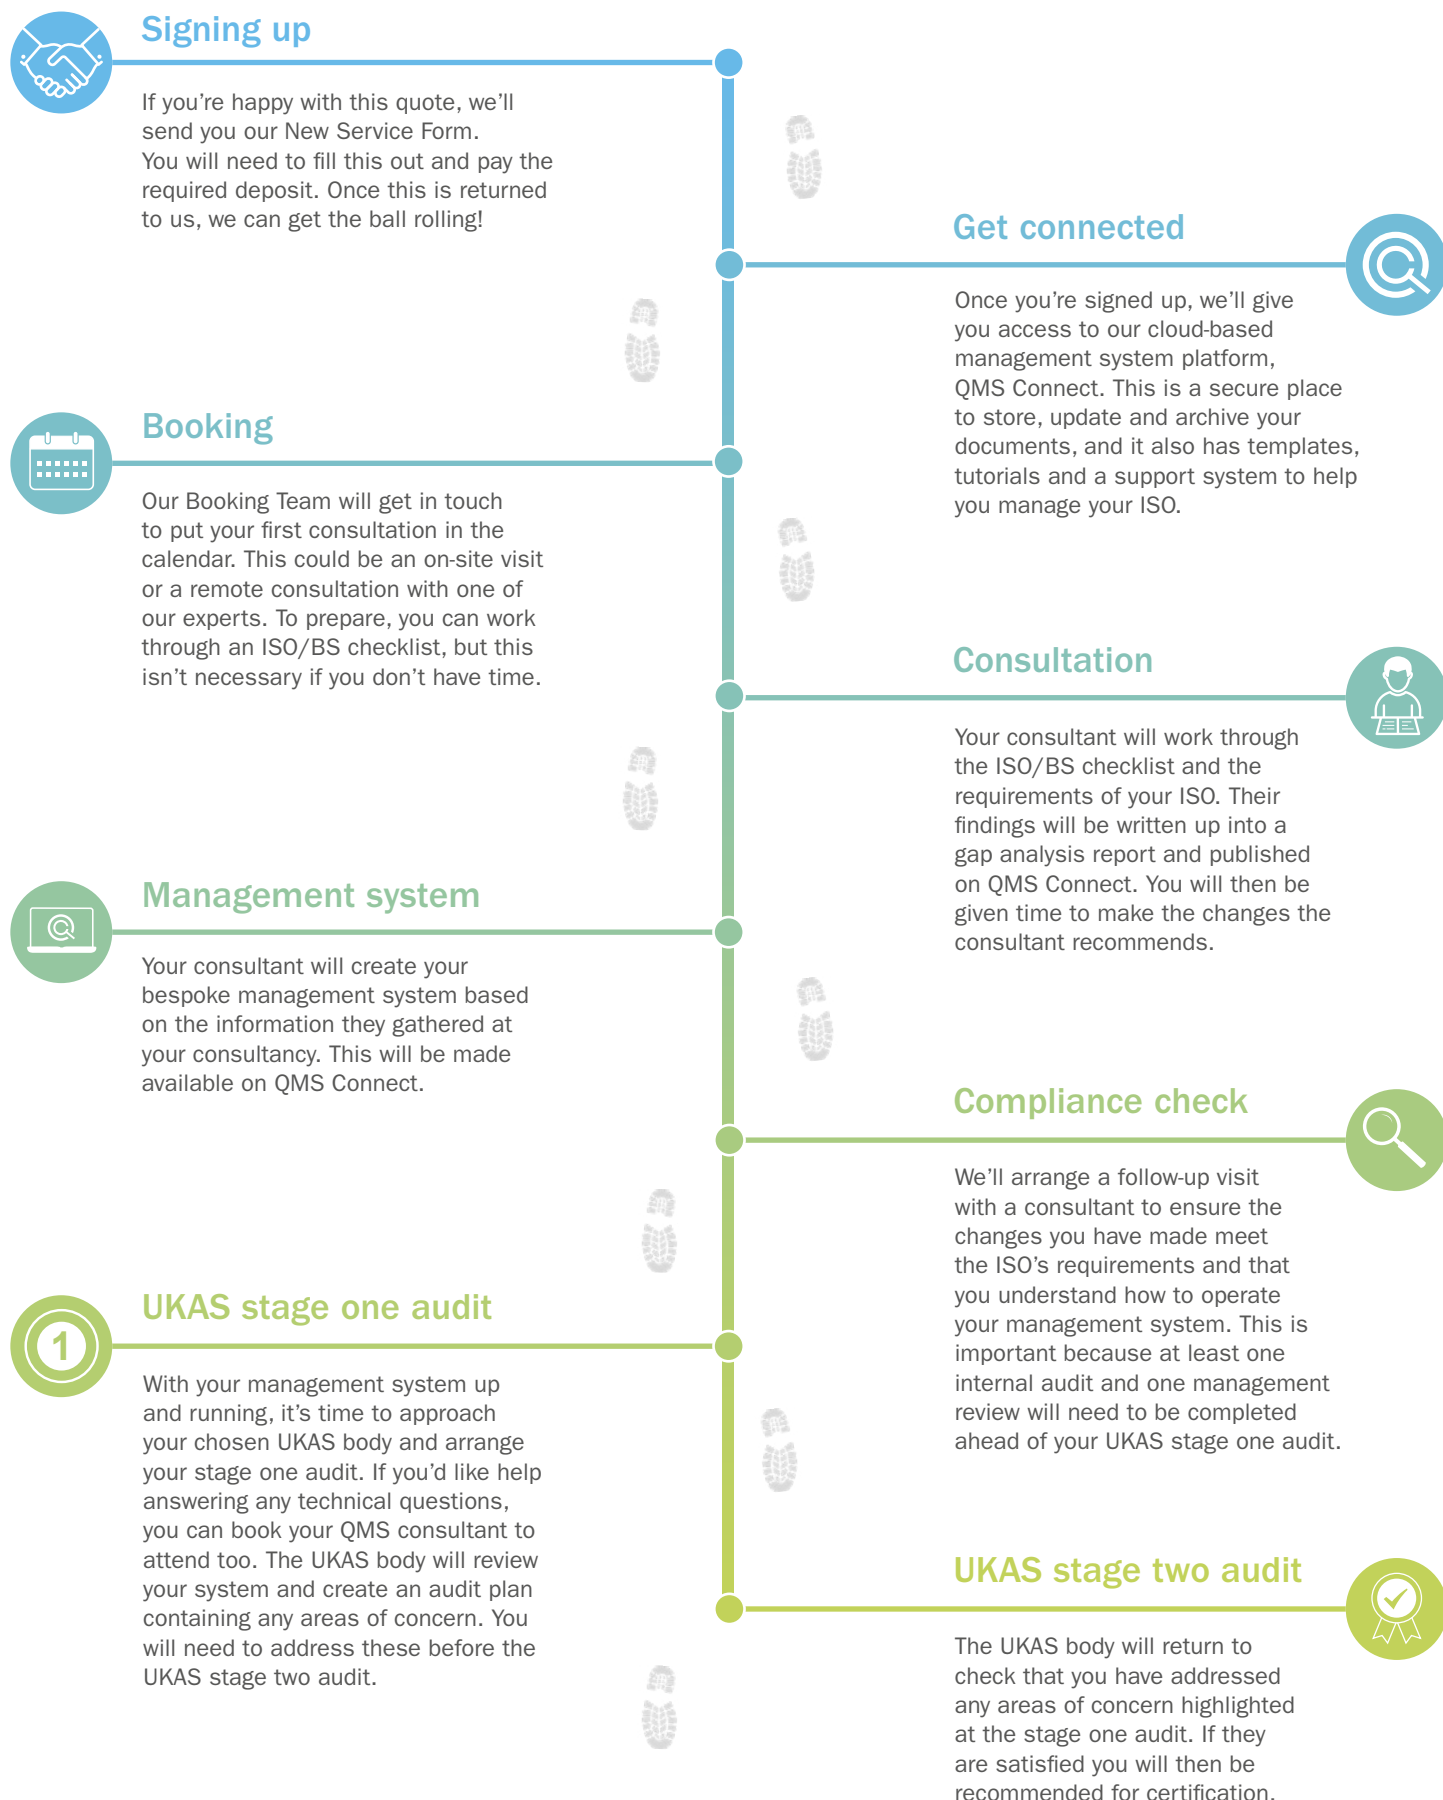 Signing up
If you're happy with this quote, we'll
send you our New Service Form.
You will need to fill this out and pay the
required deposit. Once this is returned
to us, we can get the ball rolling!
Get connected
Once you're signed up, we'll give
you access to our cloud-based
management system platform,
QMS Connect. This is a secure place
to store, update and archive your
documents, and it also has templates,
tutorials and a support system to help
you manage your ISO.
Booking
Our Booking Team will get in touch
to put your first consultation in the
calendar. This could be an on-site visit
or a remote consultation with one of
our experts. To prepare, you can work
through an ISO/BS checklist, but this
isn't necessary if you don't have time.
Consultation
Your consultant will work through
the ISO/BS checklist and the
requirements of your ISO. Their
findings will be written up into a
gap analysis report and published
on QMS Connect. You will then be
given time to make the changes the
consultant recommends.
Management system
Your consultant will create your
bespoke management system based
on the information they gathered at
your consultancy. This will be made
available on QMS Connect.
Compliance check
We'll arrange a follow-up visit
with a consultant to ensure the
changes you have made meet
the ISO's requirements and that
you understand how to operate
your management system. This is
important because at least one
internal audit and one management
review will need to be completed
ahead of your UKAS stage one audit.
1
UKAS stage one audit
With your management system up
and running, it's time to approach
your chosen UKAS body and arrange
your stage one audit. If you'd like help
answering any technical questions,
you can book your QMS consultant to
attend too. The UKAS body will review
your system and create an audit plan
containing any areas of concern. You
will need to address these before the
UKAS stage two audit.
UKAS stage two audit
The UKAS body will return to
check that you have addressed
any areas of concern highlighted
at the stage one audit. If they
are satisfied you will then be
recommended for certification.